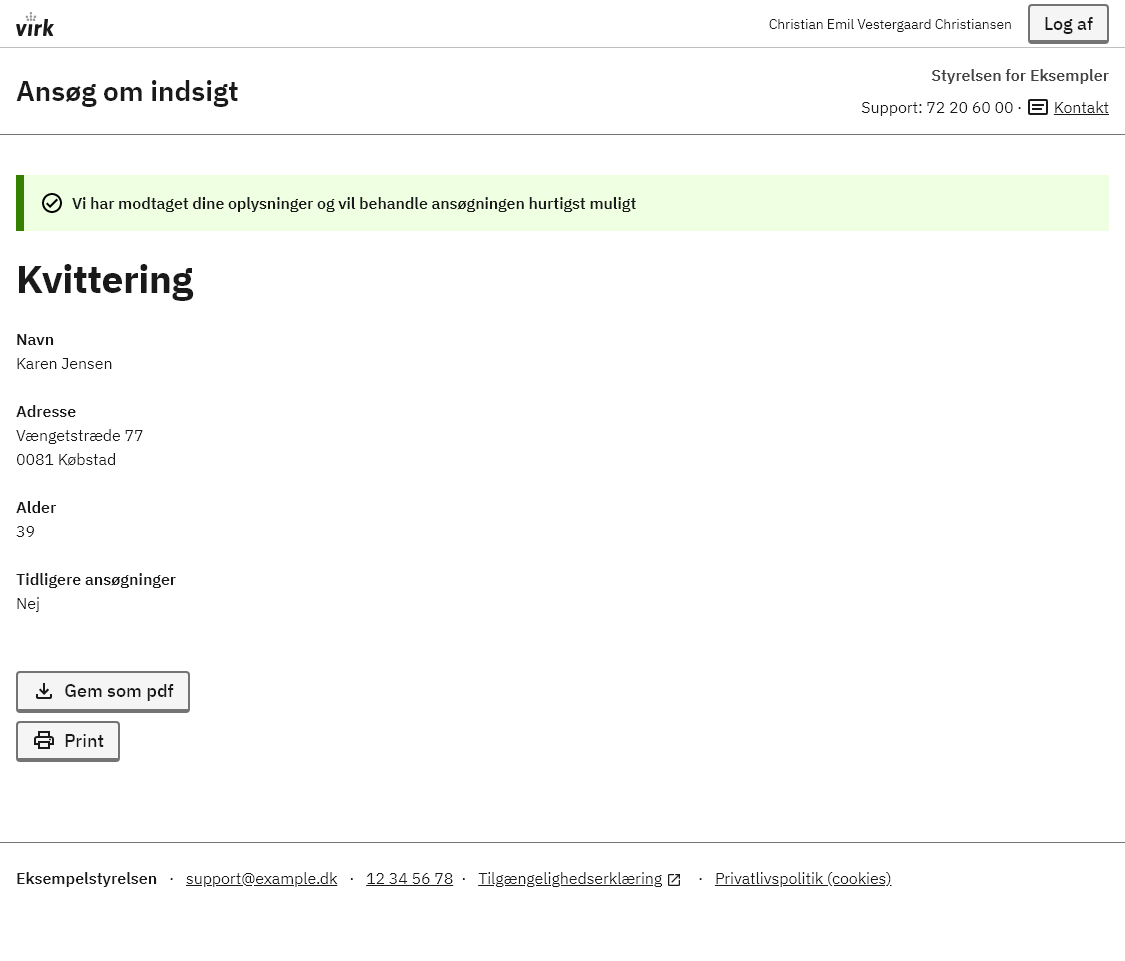 virk
Christian Emil Vestergaard Christiansen
Log af
Ansøg om indsigt
Styrelsen for Eksempler
Support: 72 20 60 00 · Kontakt
Vi har modtaget dine oplysninger og vil behandle ansøgningen hurtigst muligt
Kvittering
Navn
Karen Jensen
Adresse
Vængetstræde 77
0081 Købstad
Alder
39
Tidligere ansøgninger
Nej
Gem som pdf
Print
Eksempelstyrelsen · support@example.dk · 12 34 56 78 · Tilgængelighedserklæring · Privatlivspolitik (cookies)